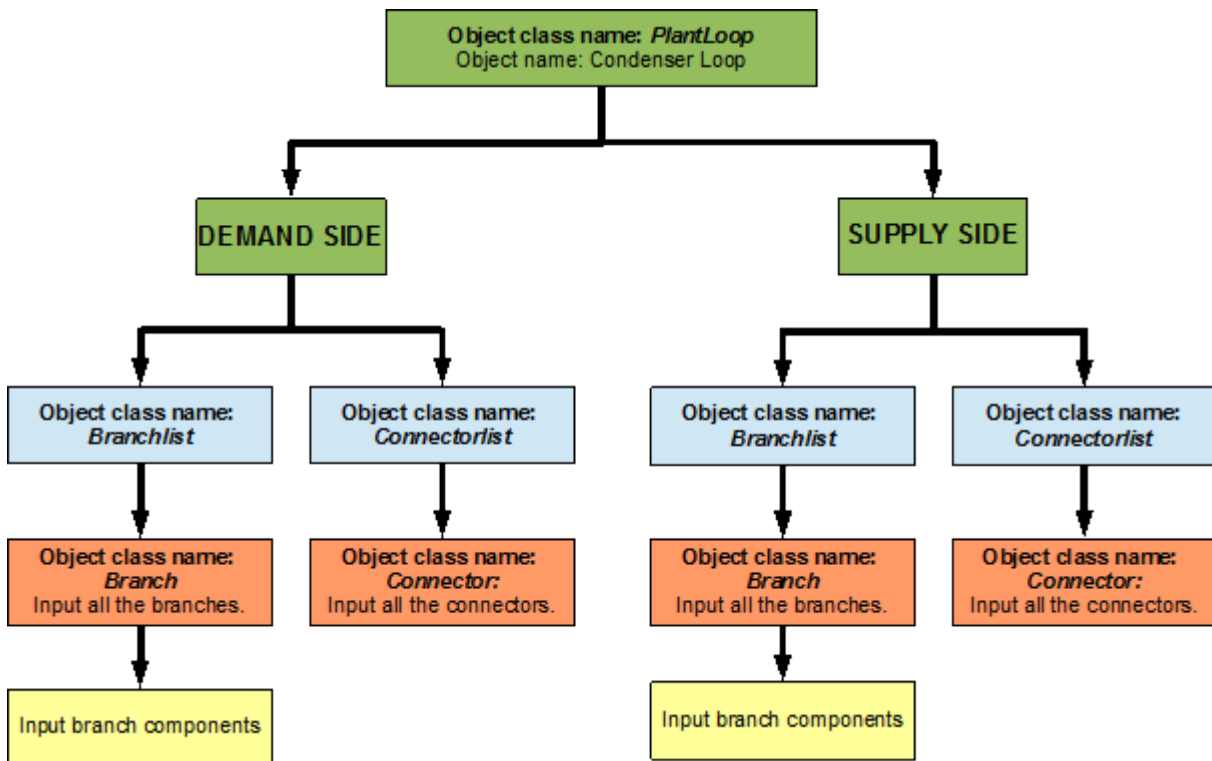 Object class name: PlantLoop
Object name: Condenser Loop
DEMAND SIDE
SUPPLY SIDE
Object class name:
Branchlist
Object class name:
Connectorlist
Object class name:
Branchlist
Object class name:
Connectorlist
Object class name:
Branch
Input all the branches.
Object class name:
Connector:
Input all the connectors.
Object class name:
Branch
Input all the branches.
Object class name:
Connector:
Input all the connectors.
Input branch components
Input branch components